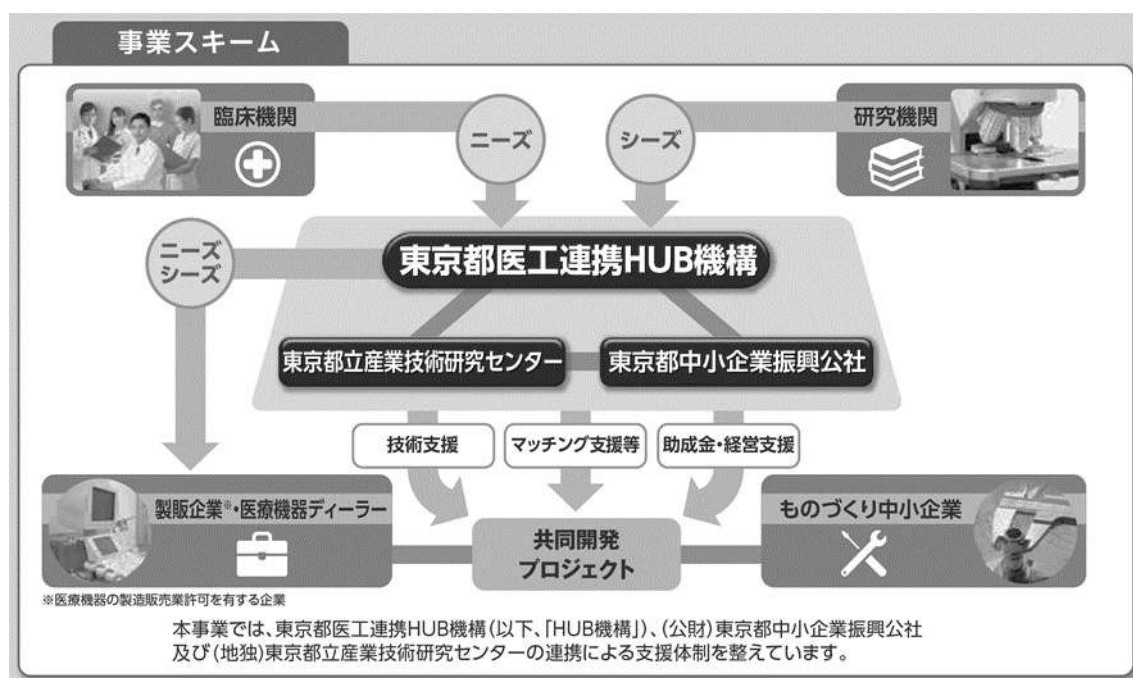 事業スキーム
臨床機関
ニーズ
シーズ
研究機関
ニーズ
シーズ
東京都医工連携HUB機構
東京都立産業技術研究センター
東京都中小企業振興公社
技術支援
マッチング支援等
助成金・経営支援
製販企業※・医療機器ディーラー
ものづくり中小企業
共同開発
プロジェクト
※医療機器の製造販売業許可を有する企業
本事業では、東京都医工連携HUB機構(以下、「HUB機構」)、(公財)東京都中小企業振興公社
及び(地独)東京都立産業技術研究センターの連携による支援体制を整えています。